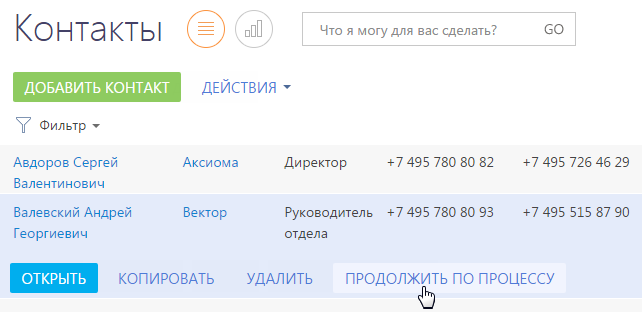 Контакты
Что я могу для вас сделать? GO
ДОБАВИТЬ КОНТАКТ ДЕЙСТВИЯ
Фильтр
Авдоров Сергей Аксиома Директор +7 495 780 80 82 +7 495 726 46 29
Валентинович
Валевский Андрей Вектор Руководитель +7 495 780 80 93 +7 495 515 87 90
Георгиевич отдела
ОТКРЫТЬ КОПИРОВАТЬ УДАЛИТЬ ПРОДОЛЖИТЬ ПО ПРОЦЕССУ